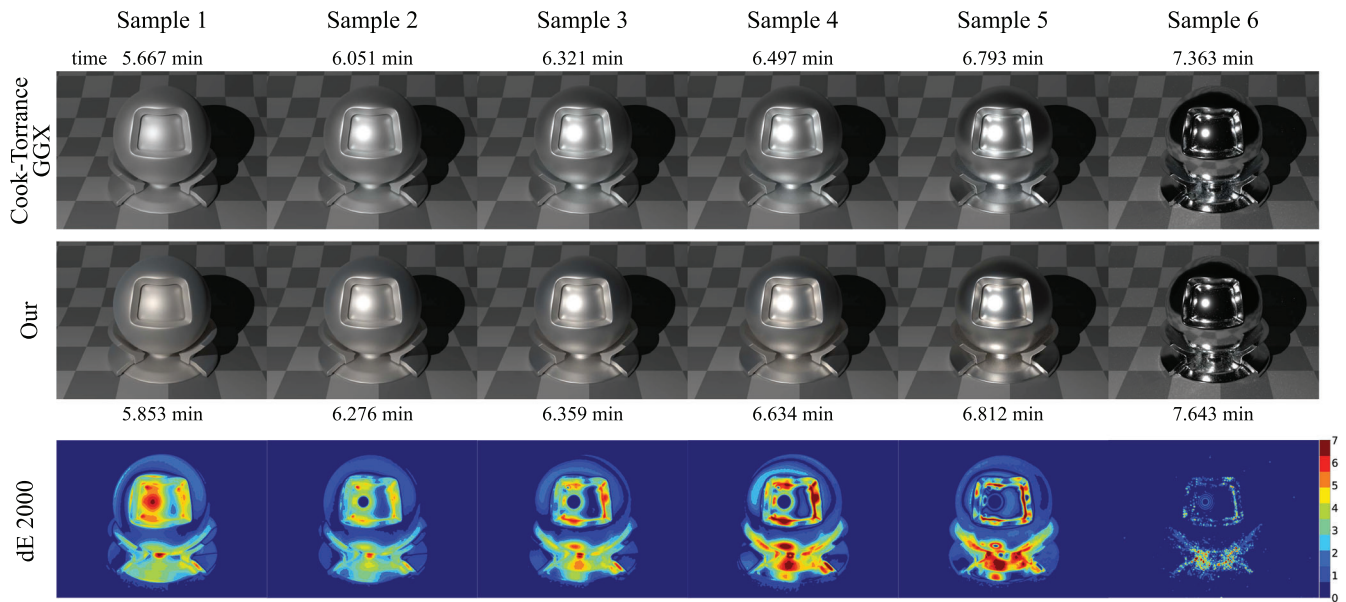 Sample 1 Sample 2 Sample 3 Sample 4 Sample 5 Sample 6
time 5.667 min 6.051 min 6.321 min 6.497 min 6.793 min 7.363 min
Cook-Torrance
GGX
Our
5.853 min 6.276 min 6.359 min 6.634 min 6.812 min 7.643 min
dE 2000
7
6
5
4
3
2
1
0